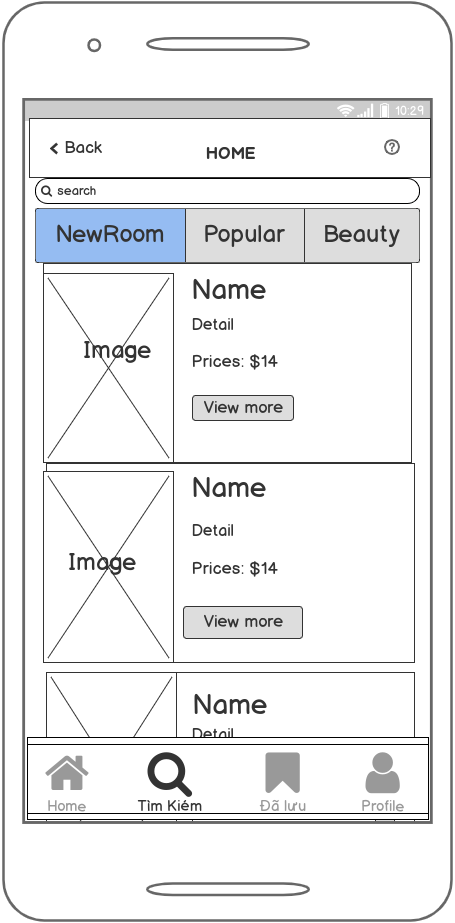 10:29
Back
HOME
search
NewRoom Popular Beauty
Name
Detail
Image
Prices: $14
View more
Name
Detail
Image
Prices: $14
View more
Name
Detail
Home Tìm Kiếm Đã lưu Profile